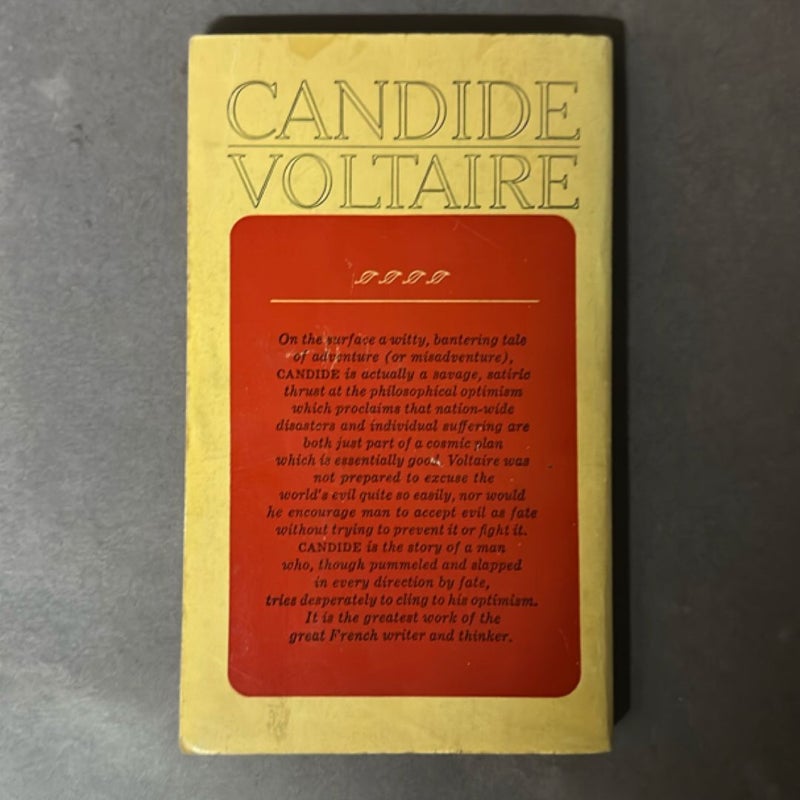 CANDIDE
VOLTAIRE
On the surface a witty, bantering tale
of adventure (or misadventure),
CANDIDE is actually a savage, satiric
thrust at the philosophical optimism
which proclaims that nation-wide
disasters and individual suffering are
both just part of a cosmic plan
which is essentially good. Voltaire was
not prepared to excuse the
world's evil quite so easily, nor would
he encourage man to accept evil as fate
without trying to prevent it or fight it.
CANDIDE is the story of a man
who, though pummeled and slapped
in every direction by fate,
tries desperately to cling to his optimism.
It is the greatest work of the
great French writer and thinker.